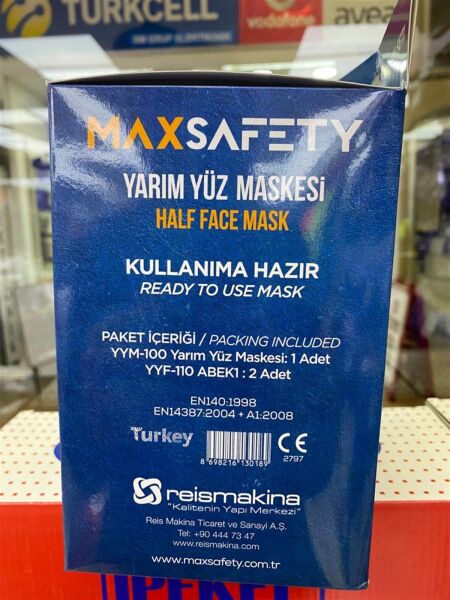 TURKCELL
vodafone
avea
MAXSAFETY
YARIM YÜZ MASKESİ
HALF FACE MASK
KULLANIMA HAZIR
READY TO USE MASK
PAKET İÇERİĞİ / PACKING INCLUDED
YYM-100 Yarım Yüz Maskesi: 1 Adet
YYF-110 ABEK1 : 2 Adet
EN140:1998
EN14387:2004 + A1:2008
Turkey
CE
8 698216 130189
2797
reismakina
"Kalitenin Yapı Merkezi"
Reis Makina Ticaret ve Sanayi A.Ş.
Tel: +90 444 73 47
www.reismakina.com
www.maxsafety.com.tr
İPEKEL